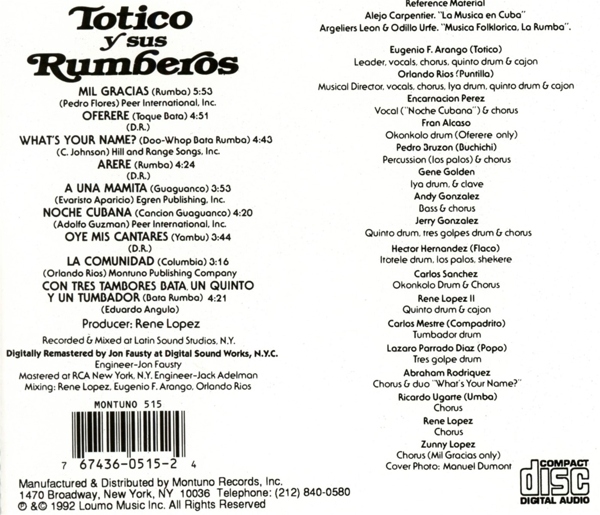 Totico
y sus
Rumberos
MIL GRACIAS (Rumba) 5:53
(Pedro Flores) Peer International, Inc.
OFERERE (Toque Bata) 4:51
(D.R.)
WHAT'S YOUR NAME? (Doo-Whop Bata Rumba) 4:43
(C. Johnson) Hill and Range Songs, Inc.
ARERE (Rumba) 4:24
(D.R.)
A UNA MAMITA (Guaguanco) 3:53
(Evaristo Aparicio) Egren Publishing, Inc.
NOCHE CUBANA (Cancion Guaguanco) 4:20
(Adolfo Guzman) Peer International, Inc.
OYE MIS CANTARES (Yambu) 3:44
(D.R.)
LA COMUNIDAD (Columbia) 3:16
(Orlando Rios) Montuno Publishing Company
CON TRES TAMBORES BATA, UN QUINTO
Y UN TUMBADOR (Bata Rumba) 4:21
(Eduardo Angulo)
Producer: Rene Lopez
Recorded & Mixed at Latin Sound Studios, N.Y.
Digitally Remastered by Jon Fausty at Digital Sound Works, N.Y.C.
Engineer-Jon Fausty
Mastered at RCA New York, N.Y. Engineer-Jack Adelman
Mixing: Rene Lopez, Eugenio F. Arango, Orlando Rios
MONTUNO 515
7 67436-0515-2 4
Manufactured & Distributed by Montuno Records, Inc.
1470 Broadway, New York, NY 10036 Telephone: (212) 840-0580
℗ &© 1992 Loumo Music Inc. All Rights Reserved
Reference Material
Alejo Carpentier. "La Musica en Cuba"
Argeliers Leon & Odilu Urfe. "Musica Folklorica, La Rumba".
Eugenio F. Arango (Totico)
Leader, vocals, chorus, quinto drum & cajon
Orlando Rios (Puntilla)
Musical Director, vocals, chorus, Iya drum, quinto drum & cajon
Encarnacion Perez
Vocal ("Noche Cubana") & chorus
Fran Alcaso
Okonkolo drum (Oferere only)
Pedro Bruzon (Buchichi)
Percussion (los palos) & chorus
Gene Golden
Iya drum, & clave
Andy Gonzalez
Bass & chorus
Jerry Gonzalez
Quinto drum, tres golpes drum & chorus
Hector Hernandez (Flaco)
Itotele drum, los palos, shekere
Carlos Sanchez
Okonkolo Drum & Chorus
Rene Lopez II
Quinto drum & cajon
Carlos Mestre (Compadrito)
Tumbador drum
Lazaro Parrado Diaz (Popo)
Tres golpe drum
Abraham Rodriquez
Chorus & duo "What's Your Name?"
Ricardo Ugarte (Umba)
Chorus
Rene Lopez
Chorus
Zunny Lopez
Chorus (Mil Gracias only)
Cover Photo: Manuel Dumont
COMPACT
disc
DIGITAL AUDIO